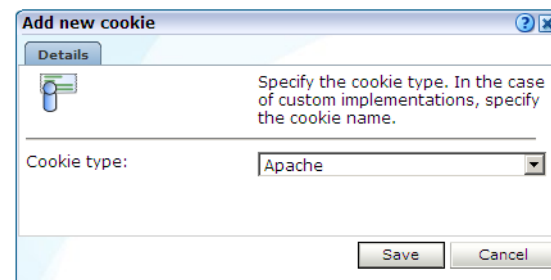 Add new cookie
Details
Specify the cookie type. In the case
of custom implementations, specify
the cookie name.
Cookie type:
Apache
Save
Cancel